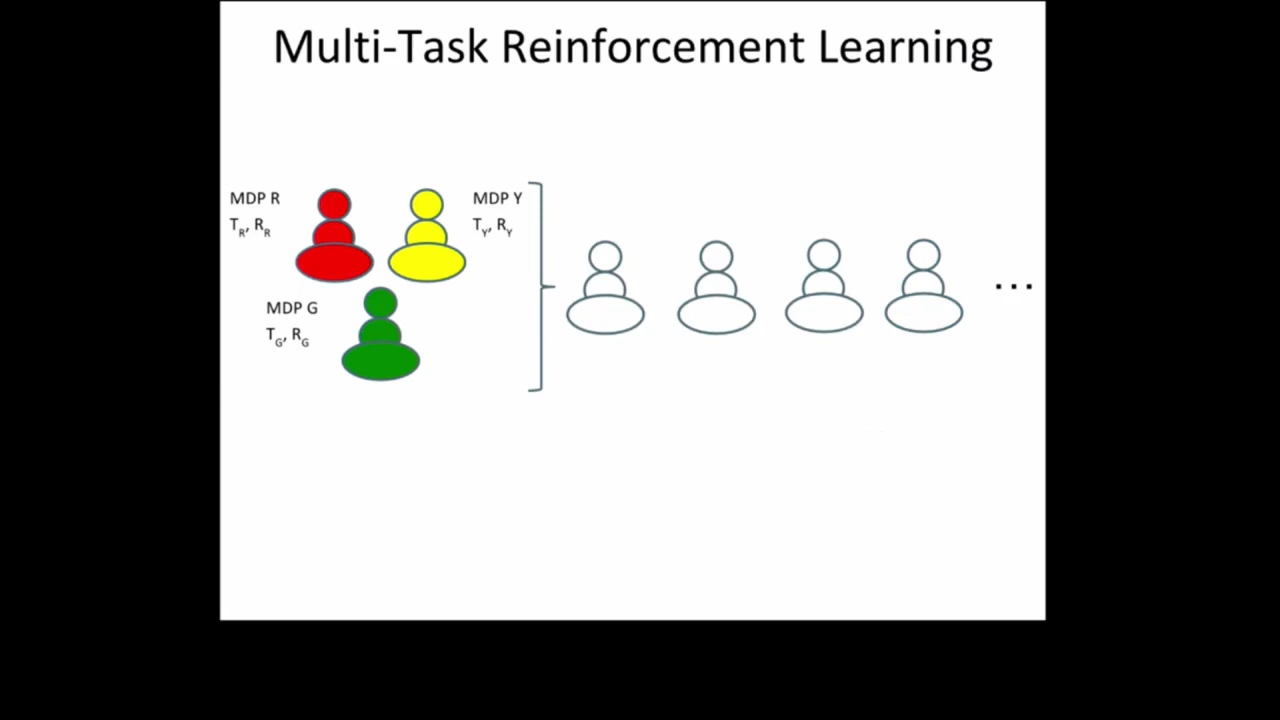 Multi-Task Reinforcement Learning
MDP R
T_R, R_R
MDP Y
T_Y, R_Y
MDP G
T_G, R_G
...